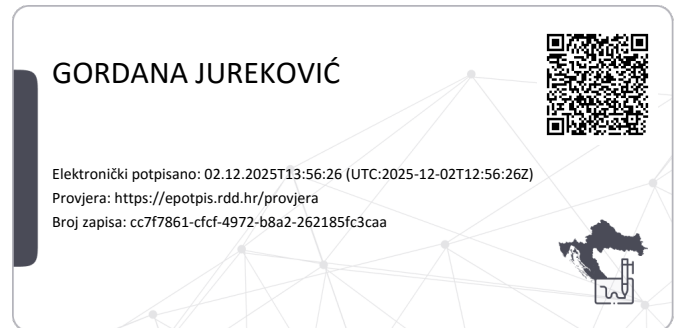 GORDANA JUREKOVIĆ
Elektronički potpisano: 02.12.2025T13:56:26 (UTC:2025-12-02T12:56:26Z)
Provjera: https://epotpis.rdd.hr/provjera
Broj zapisa: cc7f7861-cfcf-4972-b8a2-262185fc3caa